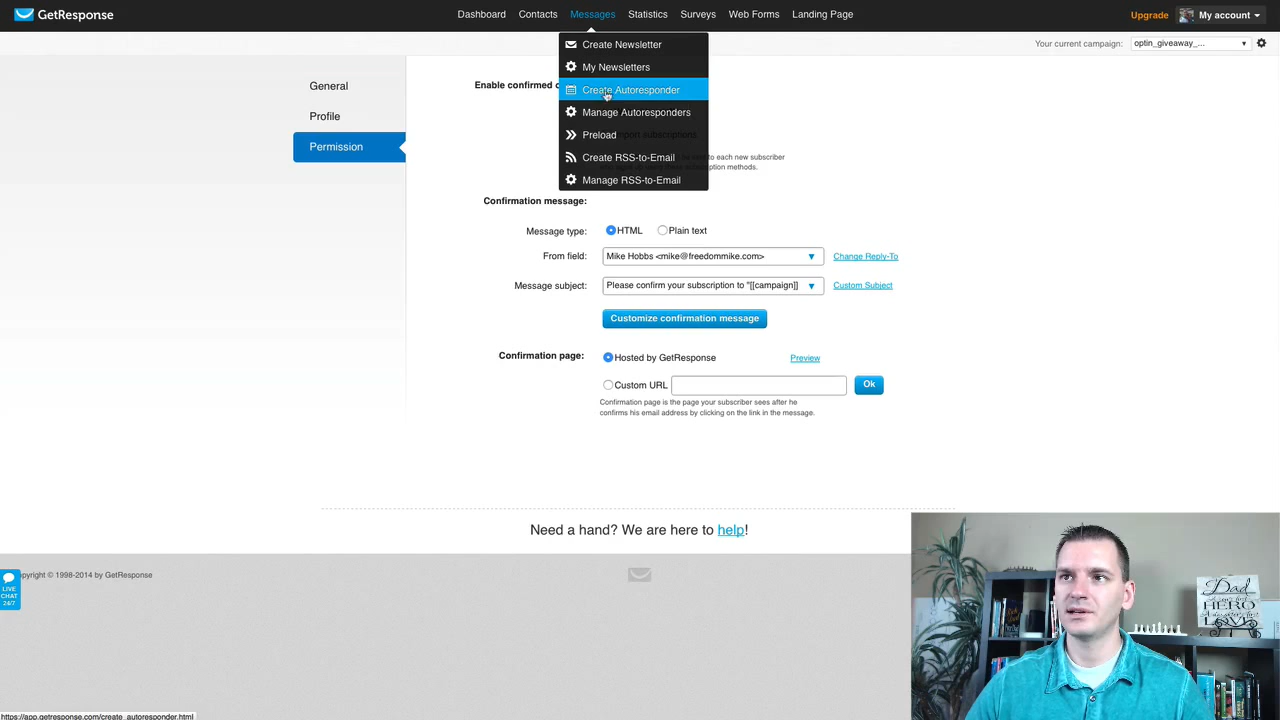 GetResponse
Dashboard Contacts Messages Statistics Surveys Web Forms Landing Page
Upgrade My account
Your current campaign: optin_giveaway_...
Create Newsletter
My Newsletters
Create Autoresponder
Manage Autoresponders
Preload
Create RSS-to-Email
Manage RSS-to-Email
General
Profile
Permission
Enable confirmed
import subscriptions
to each new subscriber
ption methods.
Confirmation message:
Message type: HTML Plain text
From field: Mike Hobbs <mike@freedommike.com> Change Reply-To
Message subject: Please confirm your subscription to "[[campaign]] Custom Subject
Customize confirmation message
Confirmation page: Hosted by GetResponse Preview
Custom URL Ok
Confirmation page is the page your subscriber sees after he
confirms his email address by clicking on the link in the message.
Need a hand? We are here to help!
pyright © 1998-2014 by GetResponse
LIVE
CHAT
24/7
Dad
HERO
LOVE
https://app.getresponse.com/create_autoresponder.html